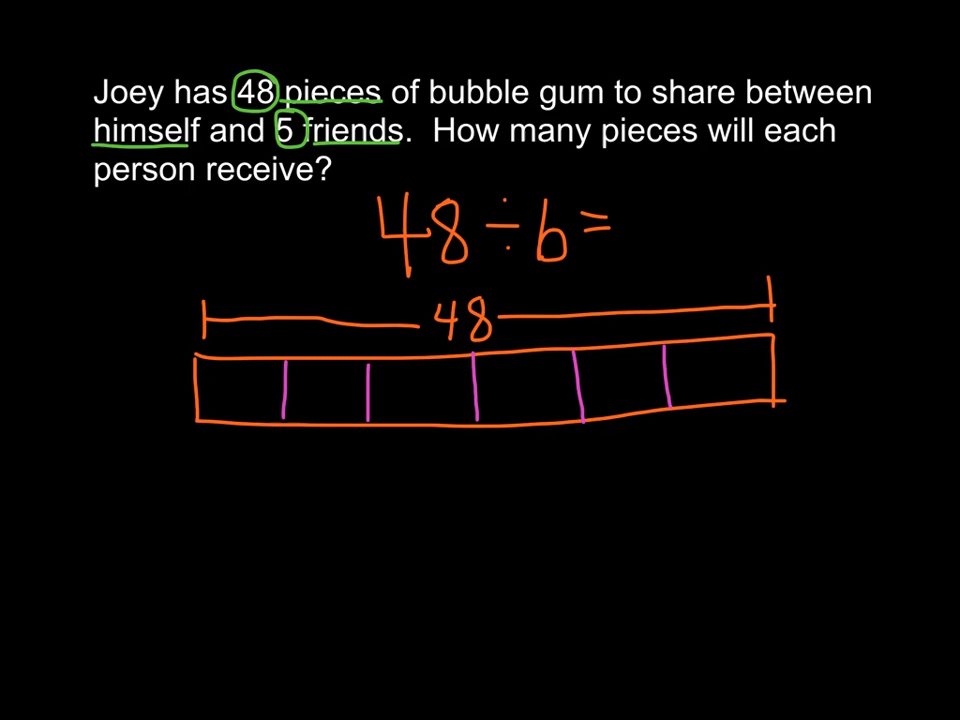 Joey has 48 pieces of bubble gum to share between
himself and 5 friends.  How many pieces will each
person receive?
48 ÷ 6 =
48